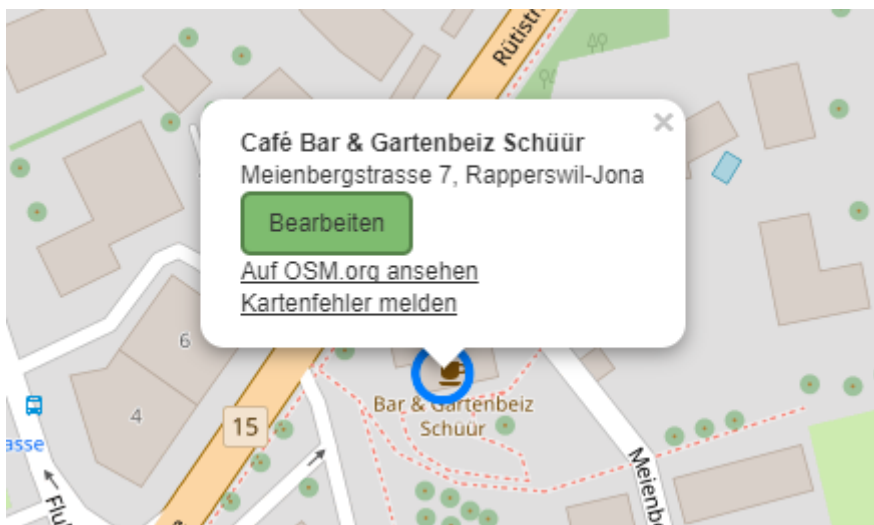 Rütistr
×
Café Bar & Gartenbeiz Schüür
Meienbergstrasse 7, Rapperswil-Jona
Bearbeiten
Auf OSM.org ansehen
Kartenfehler melden
6
4
15
Bar & Gartenbeiz
Schüür
asse
Flu
Meienb